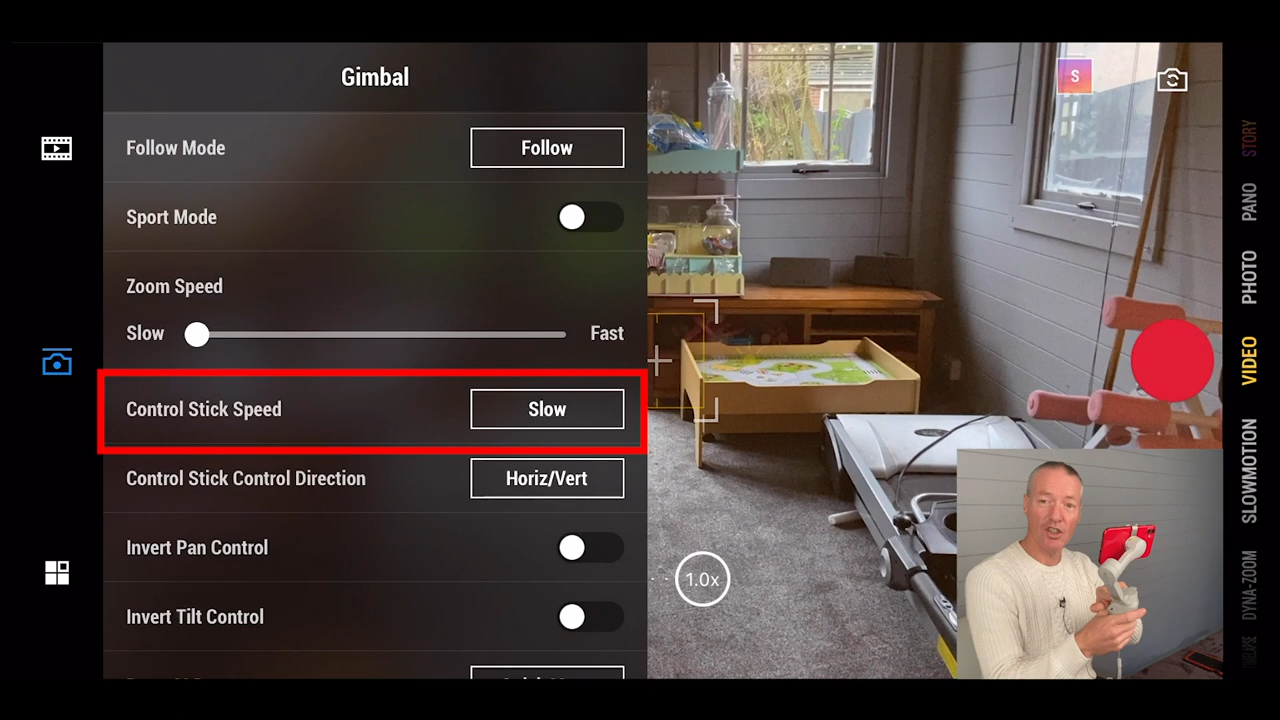 Gimbal
Follow Mode
Follow
Sport Mode
Zoom Speed
Slow
Fast
Control Stick Speed
Slow
Control Stick Control Direction
Horiz/Vert
Invert Pan Control
Invert Tilt Control
S
1.0x
STORY
PANO
PHOTO
VIDEO
SLOWMOTION
DYNA-ZOOM